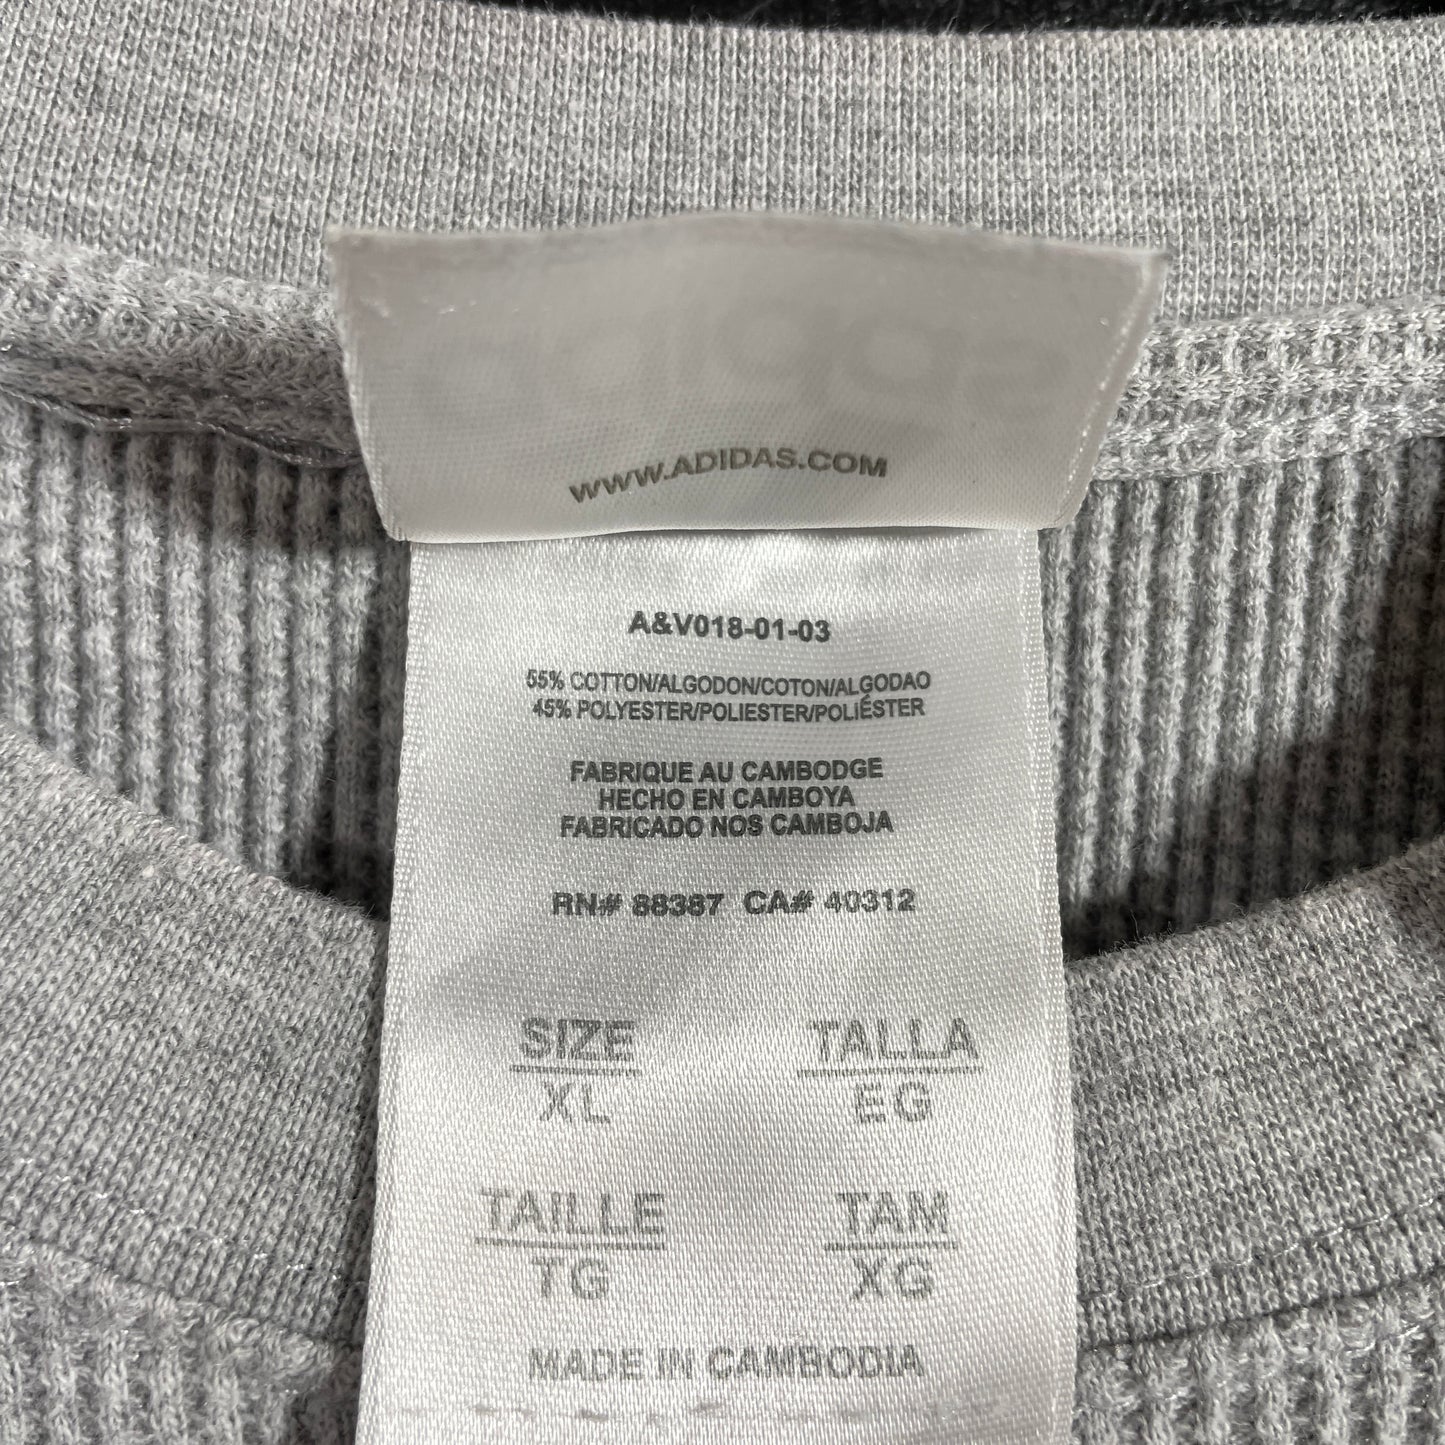 WWW.ADIDAS.COM
A&V018-01-03
55% COTTON/ALGODON/COTON/ALGODAO
45% POLYESTER/POLIESTER/POLIÉSTER
FABRIQUE AU CAMBODGE
HECHO EN CAMBOYA
FABRICADO NOS CAMBOJA
RN# 88387 CA# 40312
SIZE TALLA
XL EG
TAILLE TAM
TG XG
MADE IN CAMBODIA